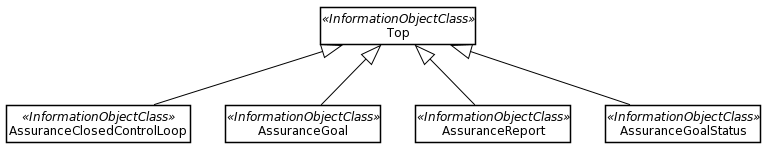 «InformationObjectClass»
Top
«InformationObjectClass»
AssuranceClosedControlLoop
«InformationObjectClass»
AssuranceGoal
«InformationObjectClass»
AssuranceReport
«InformationObjectClass»
AssuranceGoalStatus